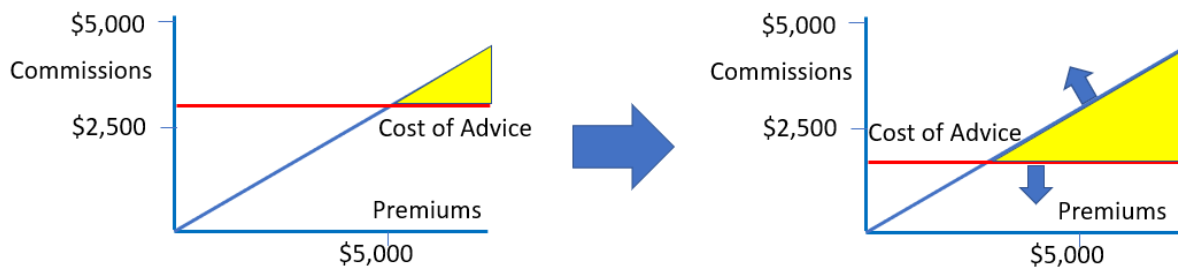 $5,000
Commissions
$2,500
Cost of Advice
Premiums
$5,000
$5,000
Commissions
$2,500
Cost of Advice
Premiums
$5,000